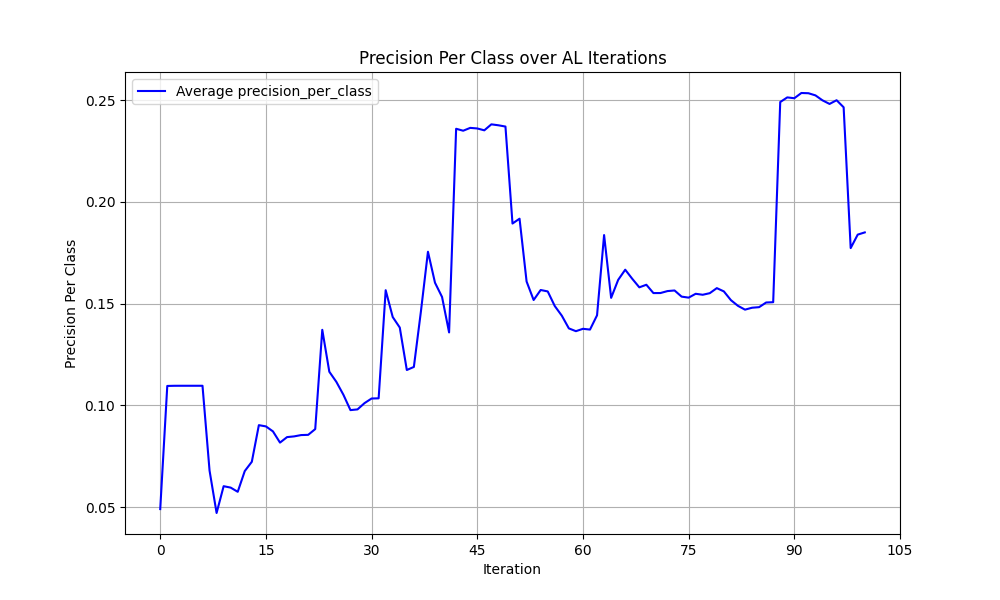 Precision Per Class over AL Iterations
Average precision_per_class
Precision Per Class
0.25
0.20
0.15
0.10
0.05
0 15 30 45 60 75 90 105
Iteration